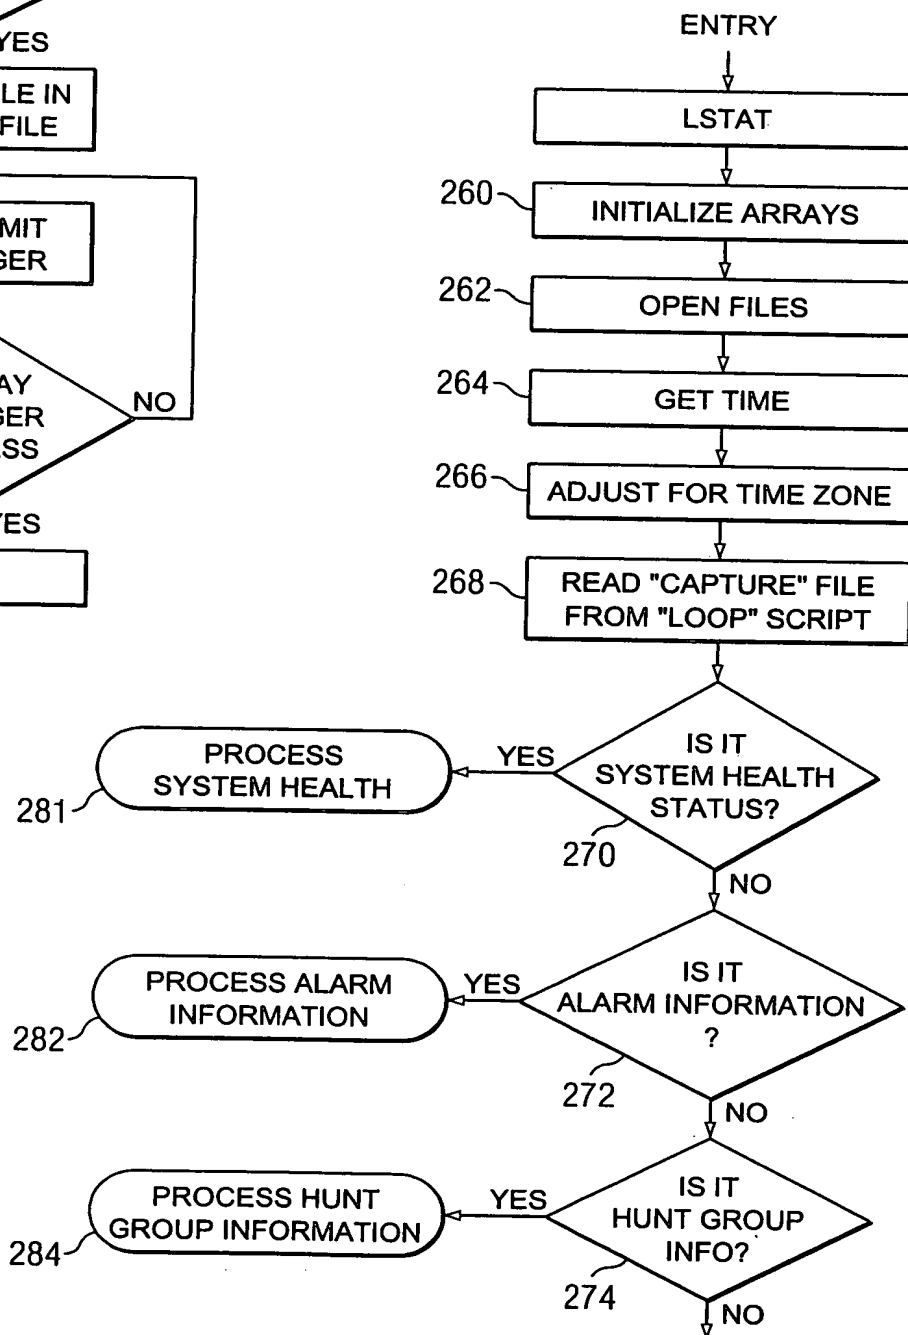 YES
LE IN
FILE
MIT
GER
AY
GER
ESS
NO
YES
ENTRY
LSTAT
260
INITIALIZE ARRAYS
262
OPEN FILES
264
GET TIME
266
ADJUST FOR TIME ZONE
268
READ "CAPTURE" FILE
FROM "LOOP" SCRIPT
IS IT
SYSTEM HEALTH
STATUS?
270
YES
PROCESS
SYSTEM HEALTH
281
NO
IS IT
ALARM INFORMATION
?
272
YES
PROCESS ALARM
INFORMATION
282
NO
IS IT
HUNT GROUP
INFO?
274
YES
PROCESS HUNT
GROUP INFORMATION
284
NO